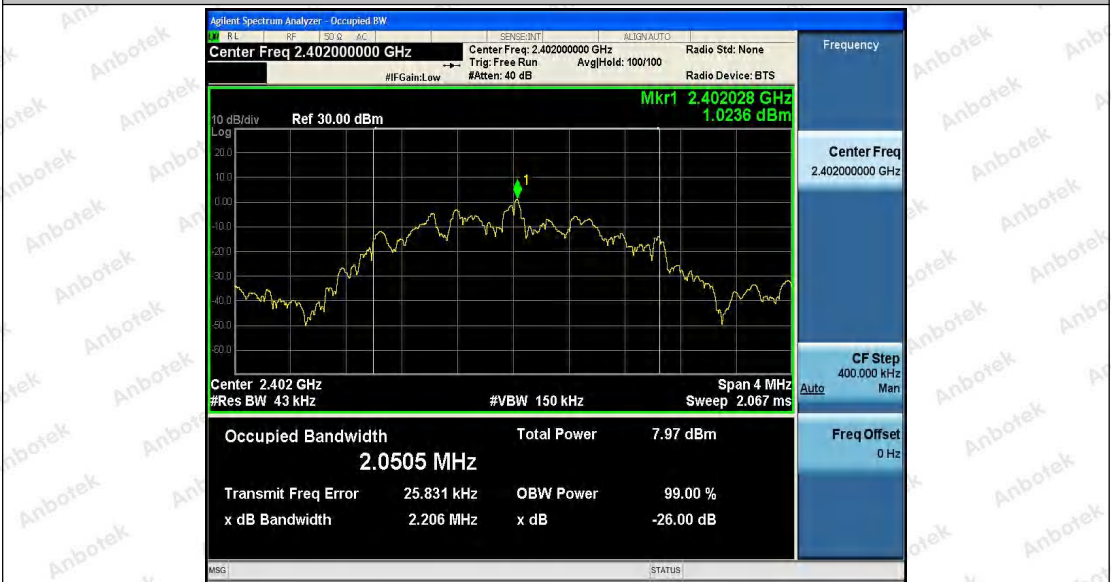 Agilent Spectrum Analyzer - Occupied BW
RL RF 50 Ω AC SENSE:INT ALIGNAUTO
Center Freq 2.402000000 GHz
Center Freq: 2.402000000 GHz Radio Std: None
Trig: Free Run Avg|Hold: 100/100
#IFGain:Low #Atten: 40 dB Radio Device: BTS
Mkr1 2.402028 GHz
1.0236 dBm
10 dB/div Ref 30.00 dBm
Log
20.0
10.0
0.00
-10.0
-20.0
-30.0
-40.0
-50.0
-60.0
1
Center 2.402 GHz Span 4 MHz
#Res BW 43 kHz #VBW 150 kHz Sweep 2.067 ms
Occupied Bandwidth Total Power 7.97 dBm
2.0505 MHz
Transmit Freq Error 25.831 kHz OBW Power 99.00 %
x dB Bandwidth 2.206 MHz x dB -26.00 dB
MSG STATUS
Frequency
Center Freq
2.402000000 GHz
CF Step
400.000 kHz
Auto Man
Freq Offset
0 Hz
Anbotek